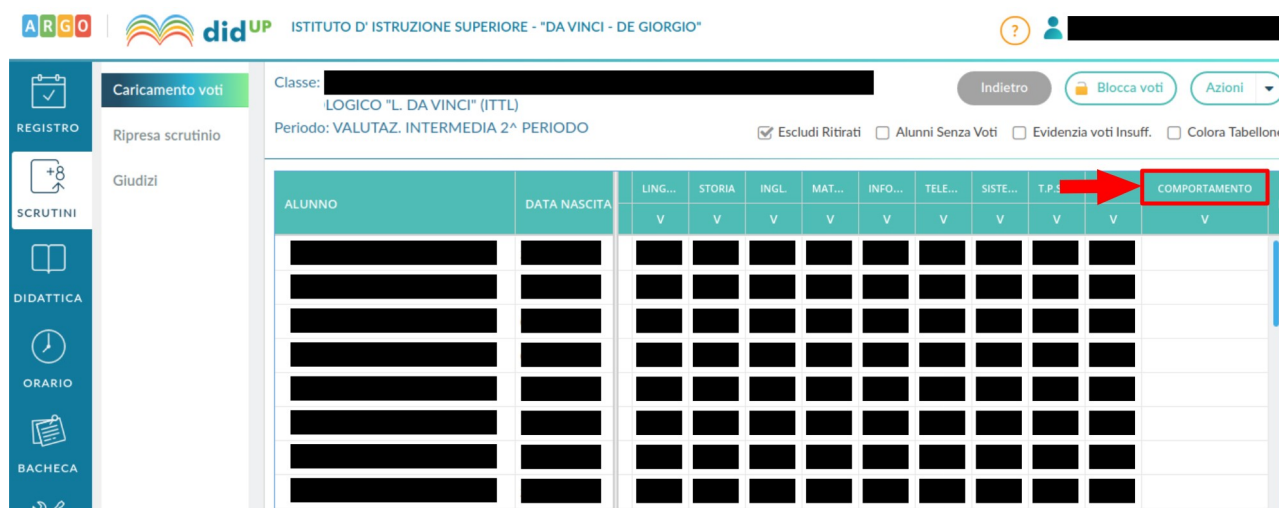 ARGO didUP ISTITUTO D' ISTRUZIONE SUPERIORE - "DA VINCI - DE GIORGIO" ?
REGISTRO
SCRUTINI
DIDATTICA
ORARIO
BACHECA
Caricamento voti
Ripresa scrutinio
Giudizi
Classe:
LOGICO "L. DA VINCI" (ITTL)
Periodo: VALUTAZ. INTERMEDIA 2^ PERIODO
Indietro Blocca voti Azioni
Escludi Ritirati Alunni Senza Voti Evidenzia voti Insuff. Colora Tabellone
ALUNNO DATA NASCITA LING... STORIA INGL. MAT... INFO... TELE... SISTE... T.P.S COMPORTAMENTO
V V V V V V V V V V